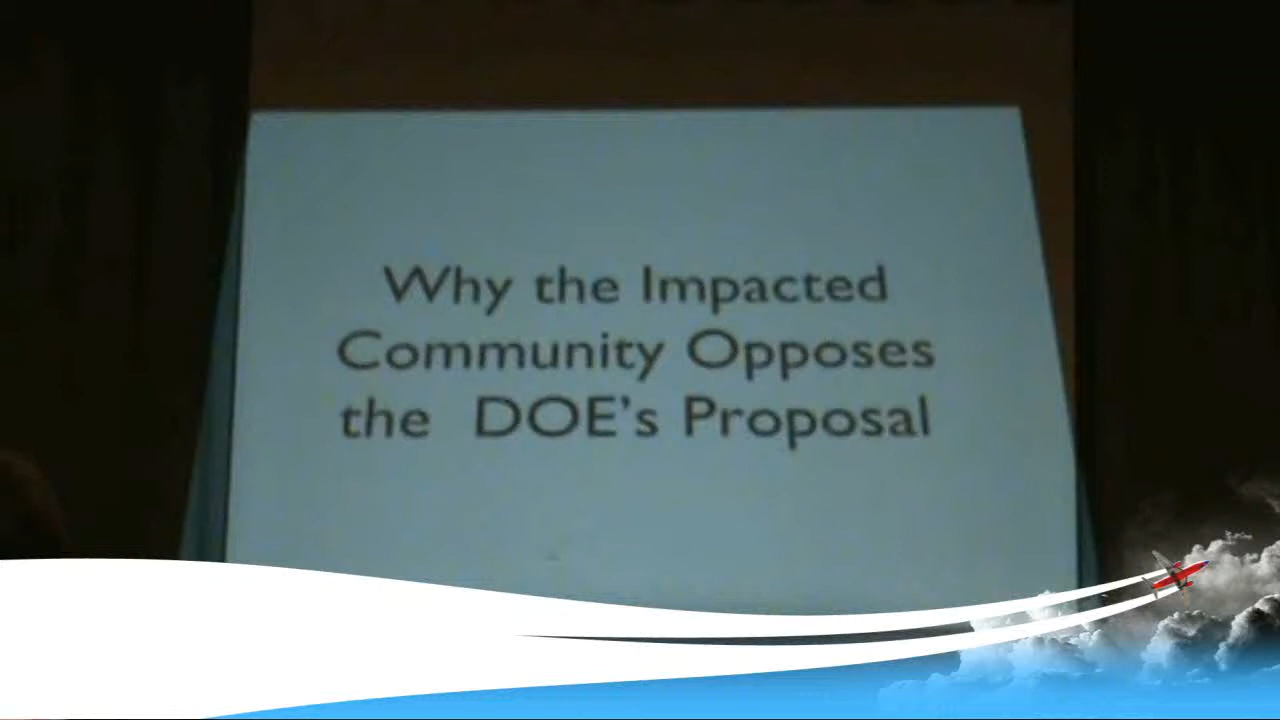 Why the Impacted
Community Opposes
the DOE's Proposal